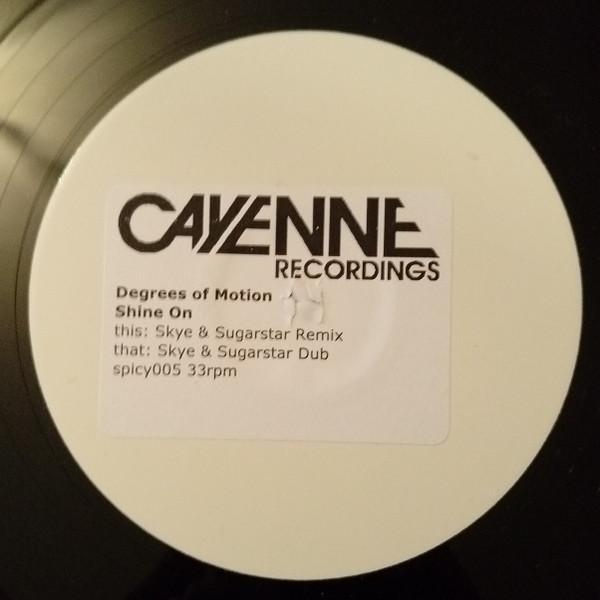 CAYENNE
RECORDINGS
Degrees of Motion
Shine On
this: Skye & Sugarstar Remix
that: Skye & Sugarstar Dub
spicy005 33rpm